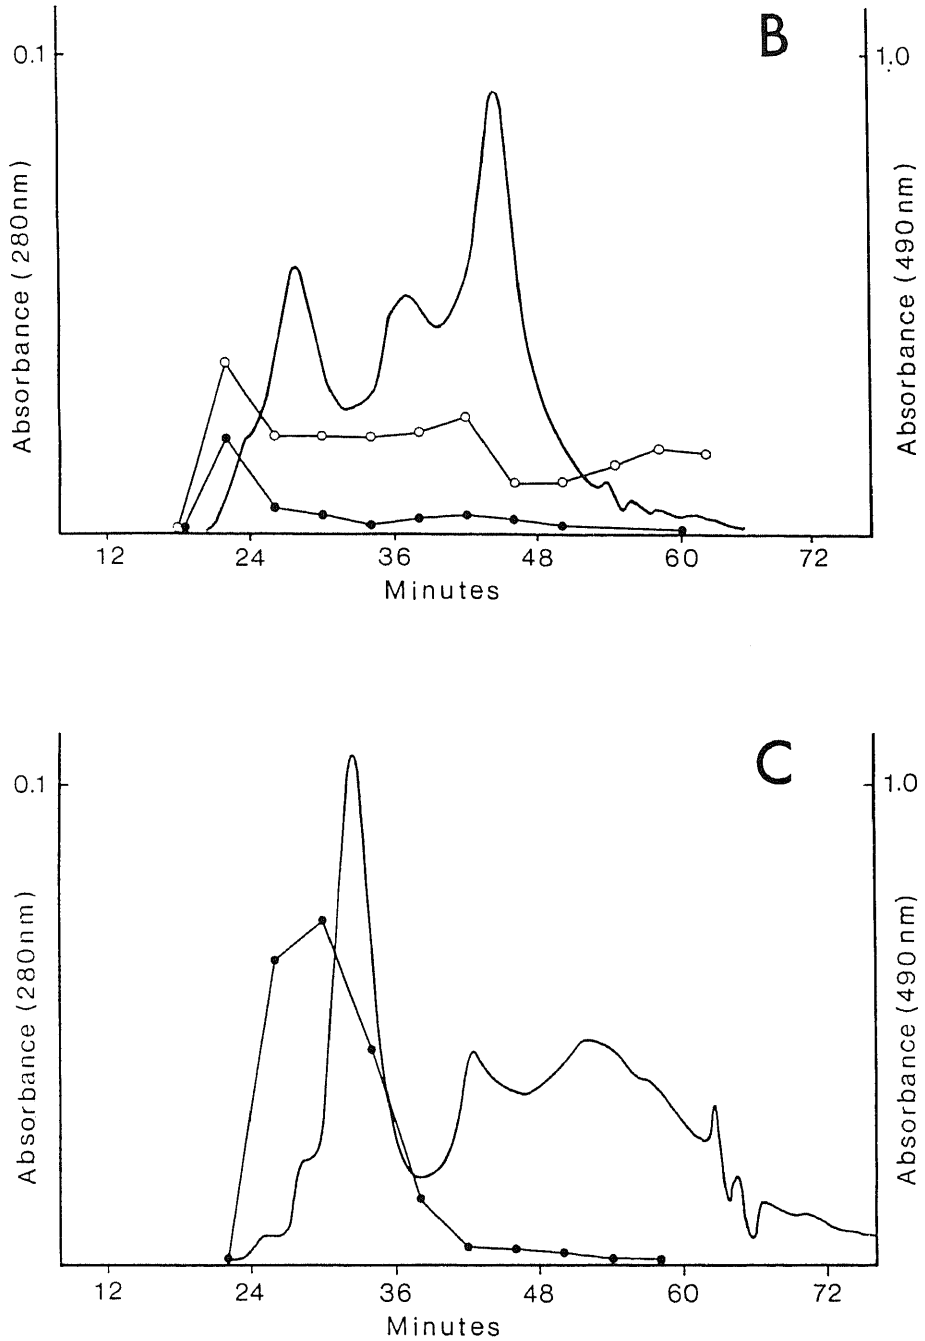 B
0.1
1.0
Absorbance (280nm)
Absorbance (490nm)
12 24 36 48 60 72
Minutes
C
0.1
1.0
Absorbance (280nm)
Absorbance (490nm)
12 24 36 48 60 72
Minutes